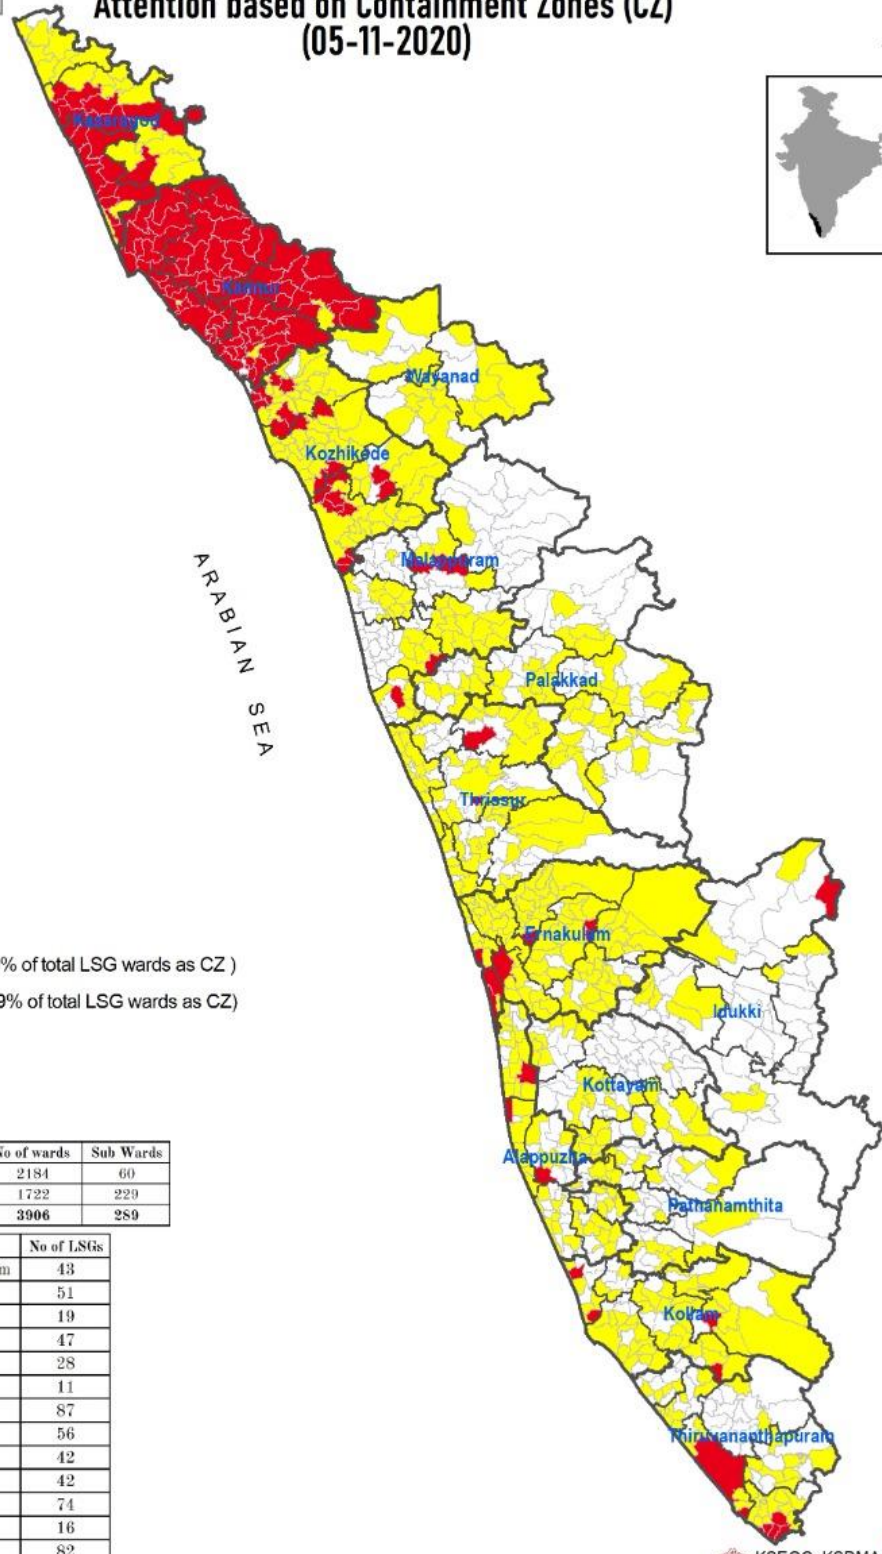 Attention based on Containment Zones (CZ)
(05-11-2020)
Kasaragod
Kannur
Wayanad
Kozhikode
Malappuram
Palakkad
Thrissur
Ernakulam
Idukki
Kottayam
Alappuzha
Pathanamthita
Kollam
Thiruvananthapuram
ARABIAN SEA
% of total LSG wards as CZ )
9% of total LSG wards as CZ)
No of wards Sub Wards
2184 60
1722 229
3906 289
No of LSGs
m 43
51
19
47
28
11
87
56
42
42
74
16
82